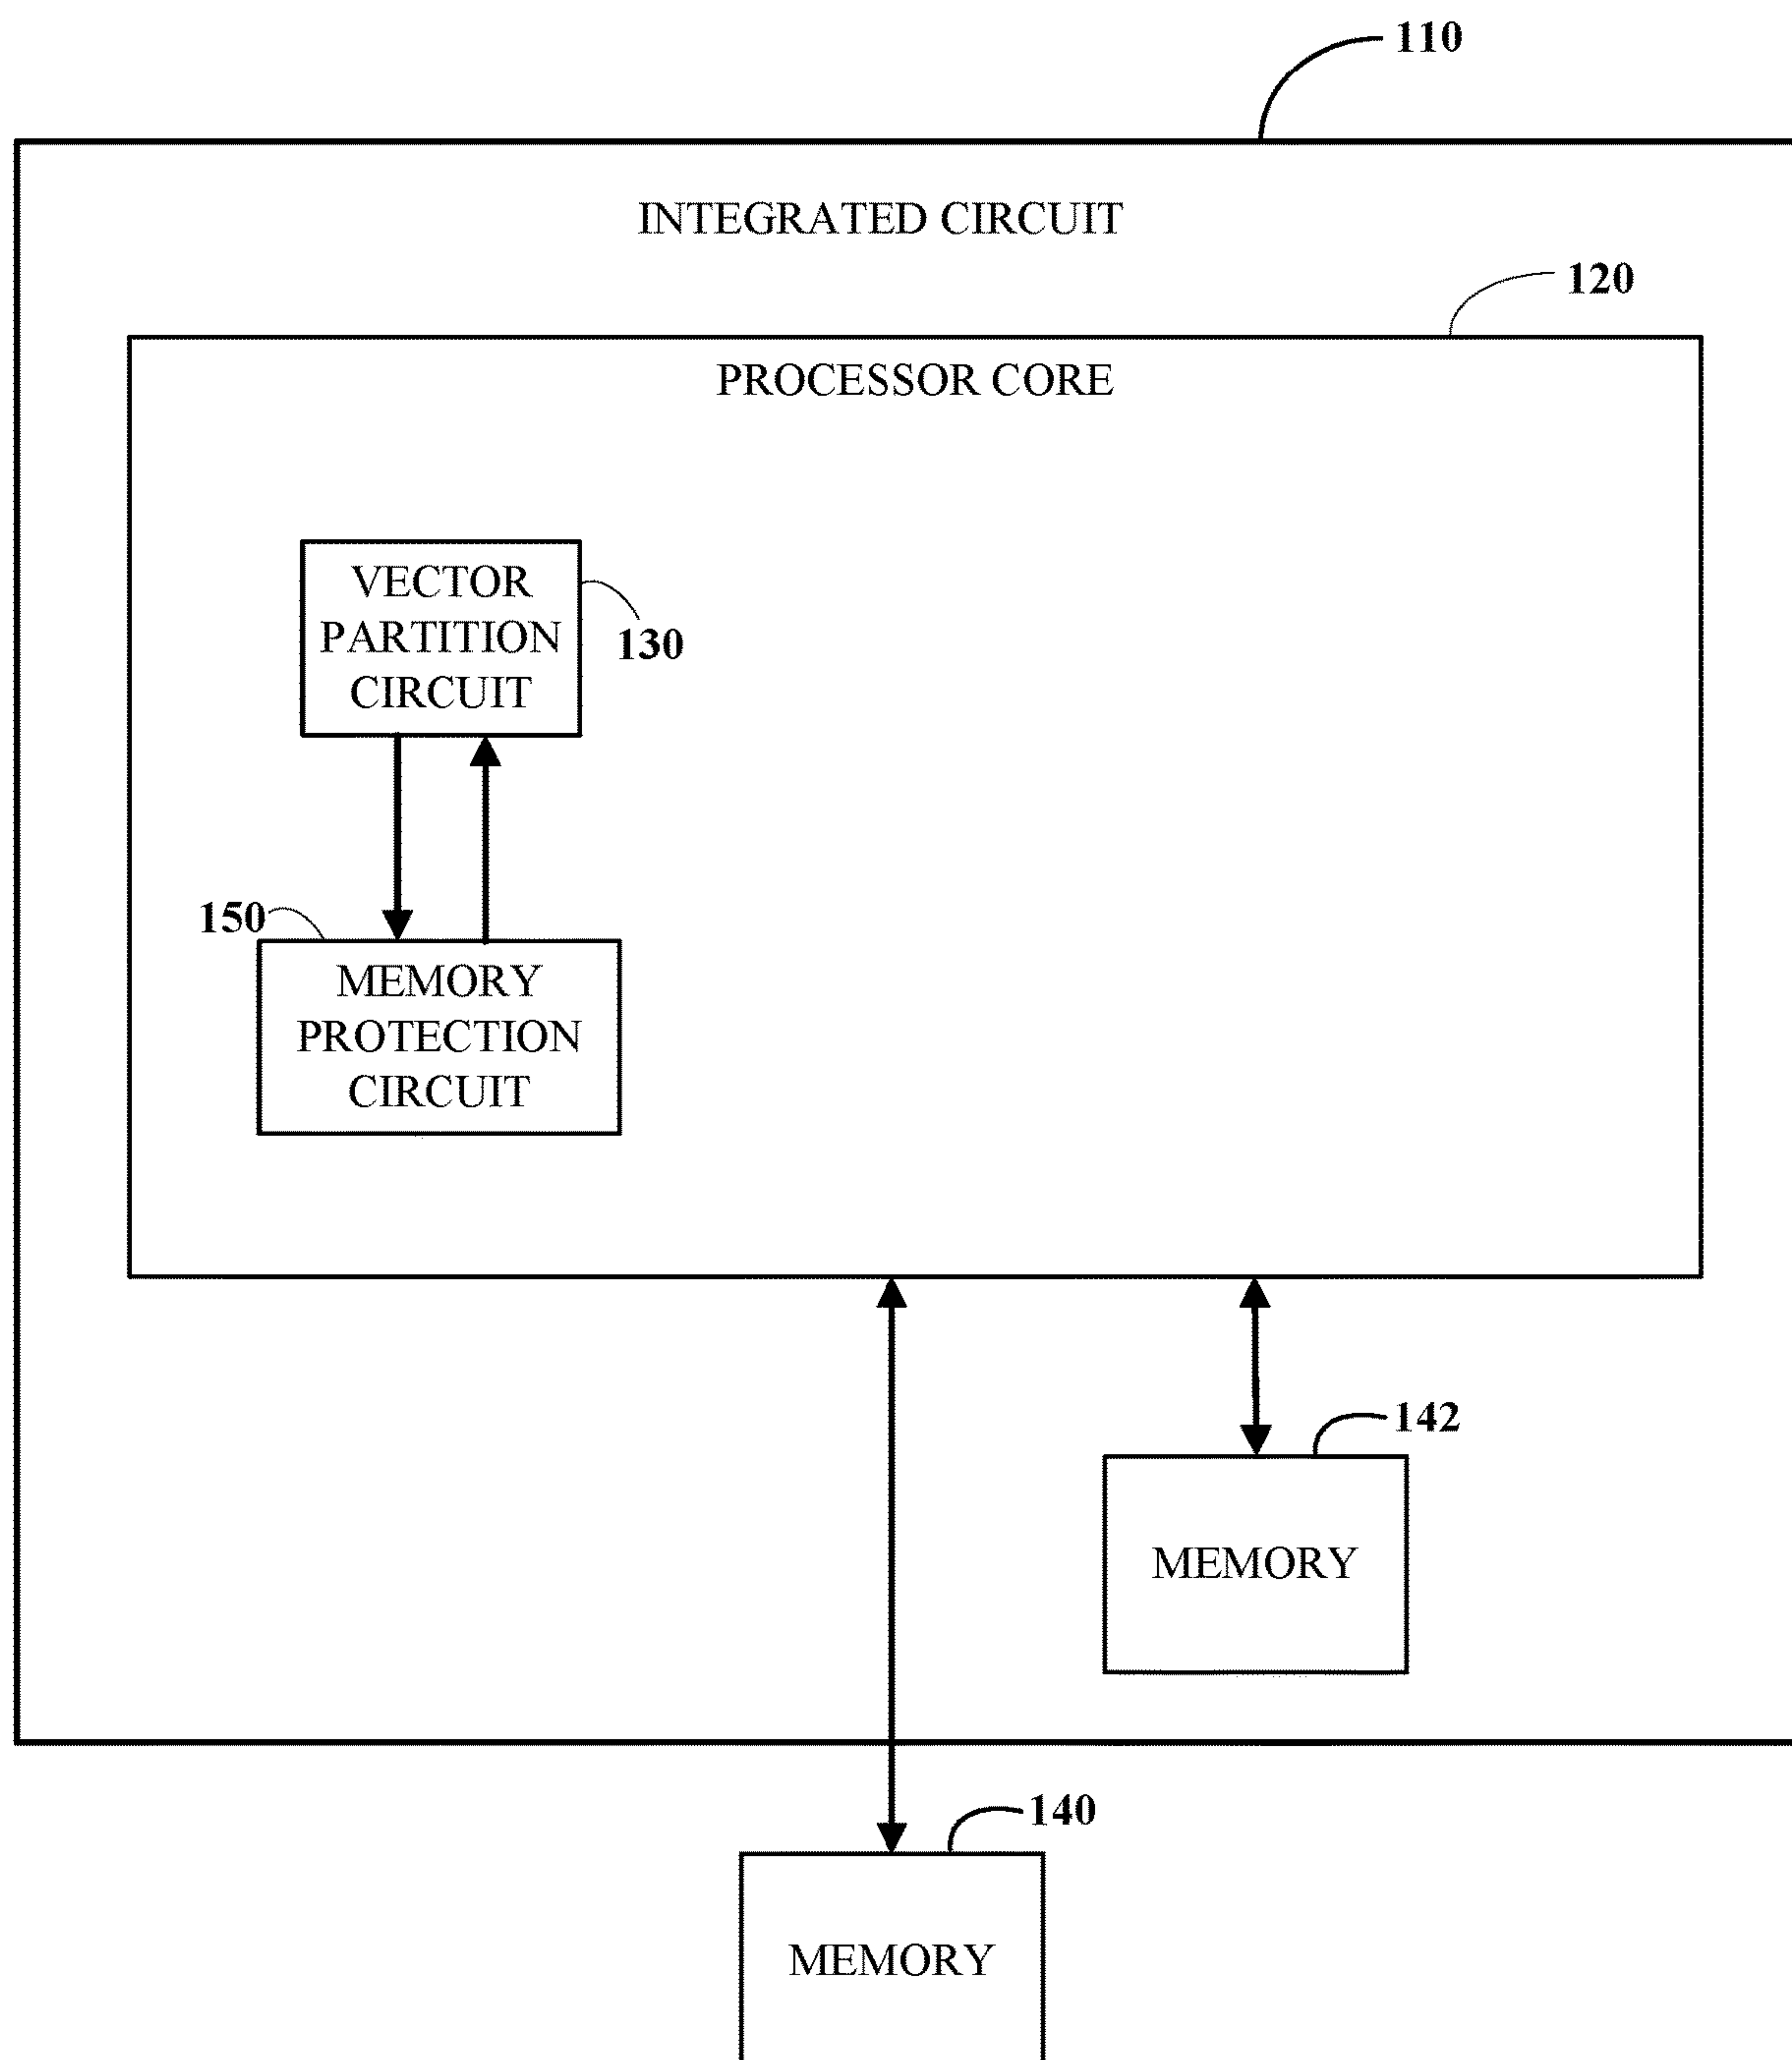 110
INTEGRATED CIRCUIT
120
PROCESSOR CORE
VECTOR
PARTITION
CIRCUIT
130
150
MEMORY
PROTECTION
CIRCUIT
142
MEMORY
140
MEMORY